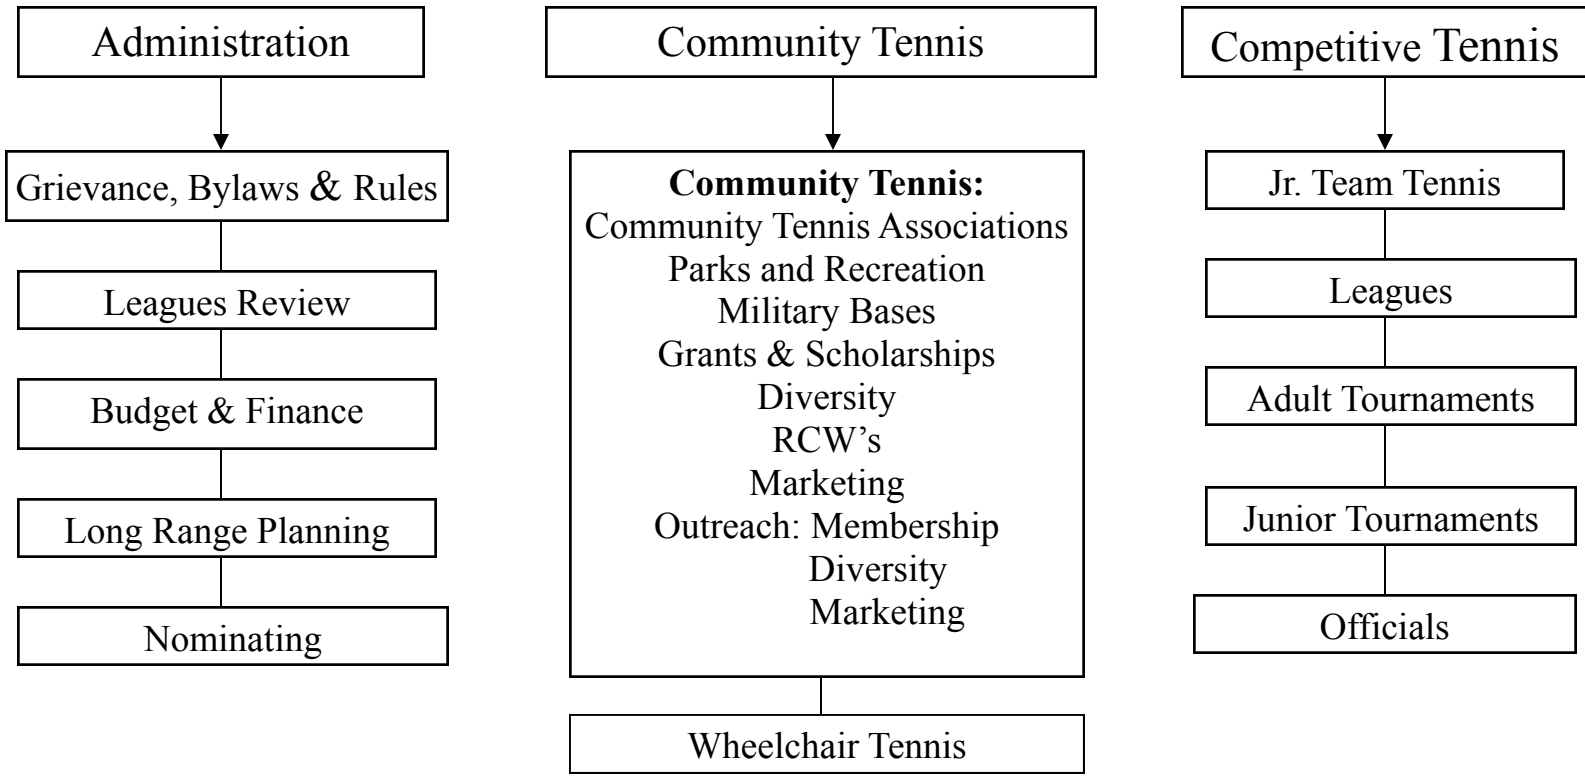 Administration
Grievance, Bylaws & Rules
Leagues Review
Budget & Finance
Long Range Planning
Nominating
Community Tennis
Community Tennis:
Community Tennis Associations
Parks and Recreation
Military Bases
Grants & Scholarships
Diversity
RCW’s
Marketing
Outreach: Membership
Diversity
Marketing
Wheelchair Tennis
Competitive Tennis
Jr. Team Tennis
Leagues
Adult Tournaments
Junior Tournaments
Officials